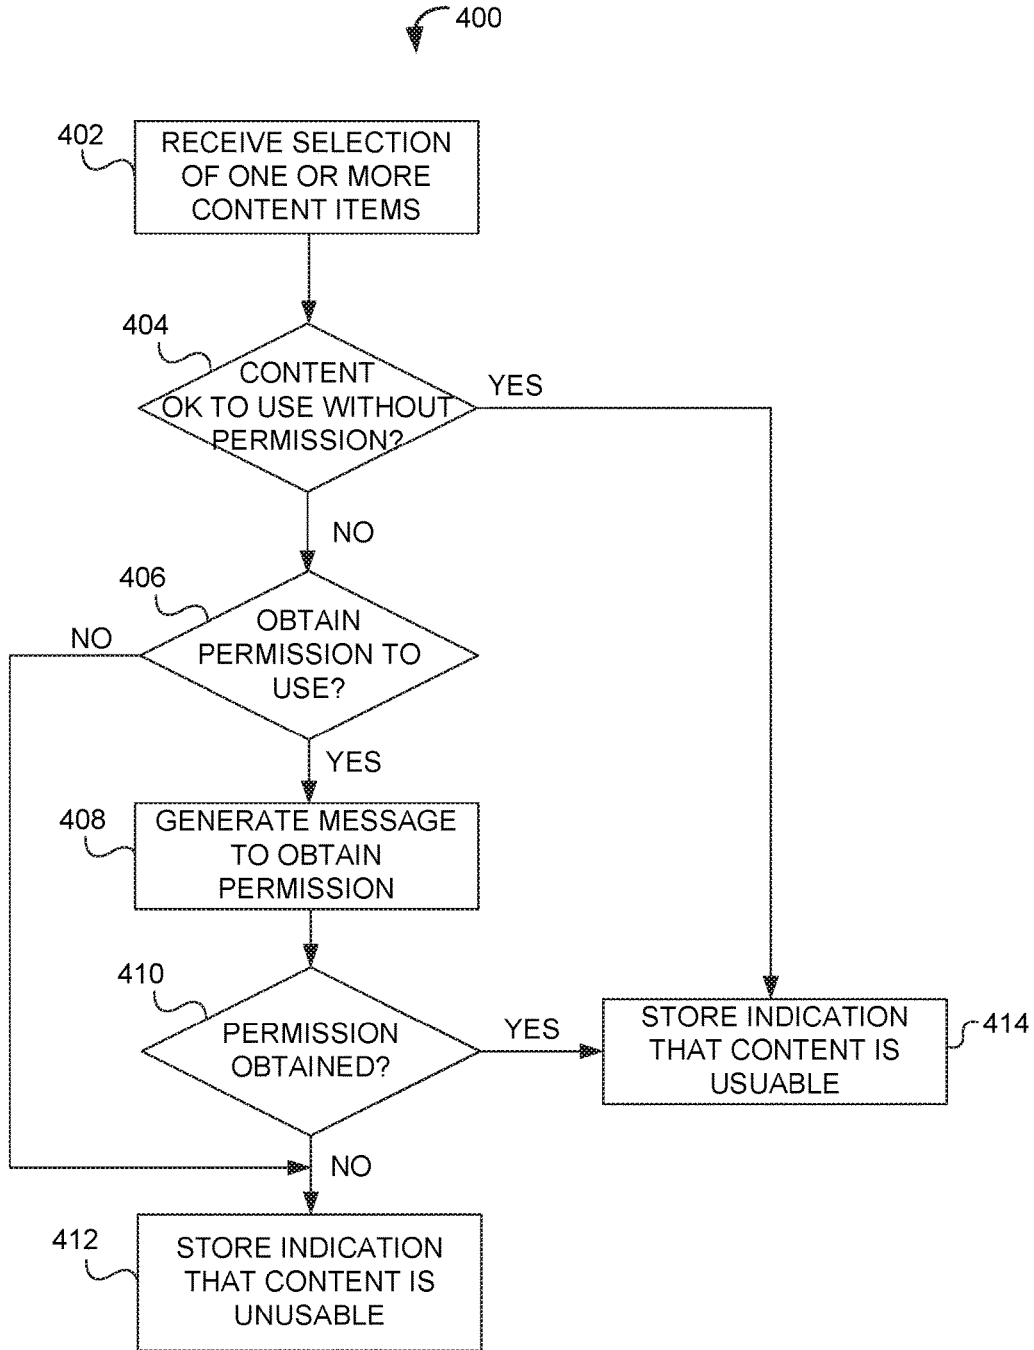 400
402
RECEIVE SELECTION
OF ONE OR MORE
CONTENT ITEMS
404
CONTENT
OK TO USE WITHOUT
PERMISSION?
YES
NO
406
OBTAIN
PERMISSION TO
USE?
NO
YES
408
GENERATE MESSAGE
TO OBTAIN
PERMISSION
410
PERMISSION
OBTAINED?
YES
STORE INDICATION
THAT CONTENT IS
USUABLE
414
NO
412
STORE INDICATION
THAT CONTENT IS
UNUSABLE